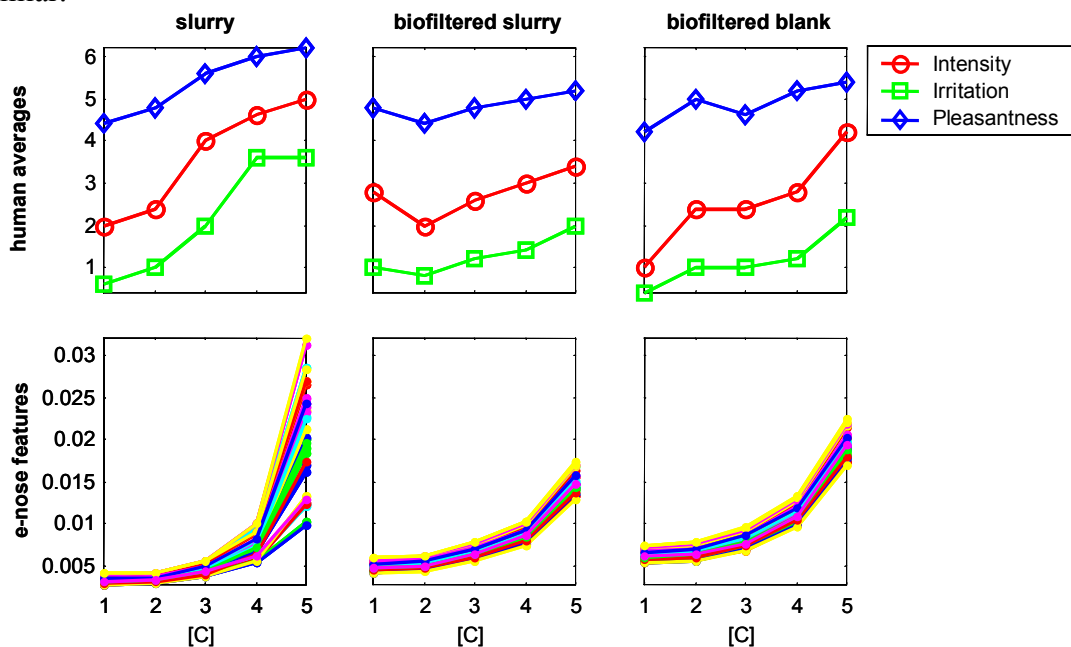 slurry
biofiltered slurry
biofiltered blank
human averages
6
5
4
3
2
1
Intensity
Irritation
Pleasantness
e-nose features
0.03
0.025
0.02
0.015
0.01
0.005
1 2 3 4 5
[C]
1 2 3 4 5
[C]
1 2 3 4 5
[C]